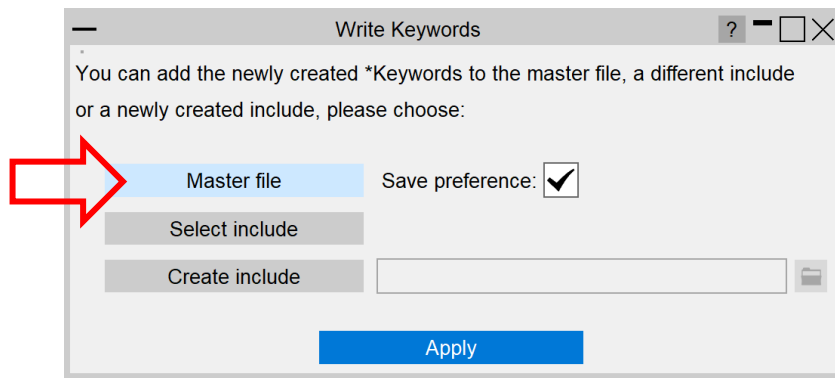 Write Keywords
?
You can add the newly created *Keywords to the master file, a different include
or a newly created include, please choose:
Master file Save preference:
Select include
Create include
Apply